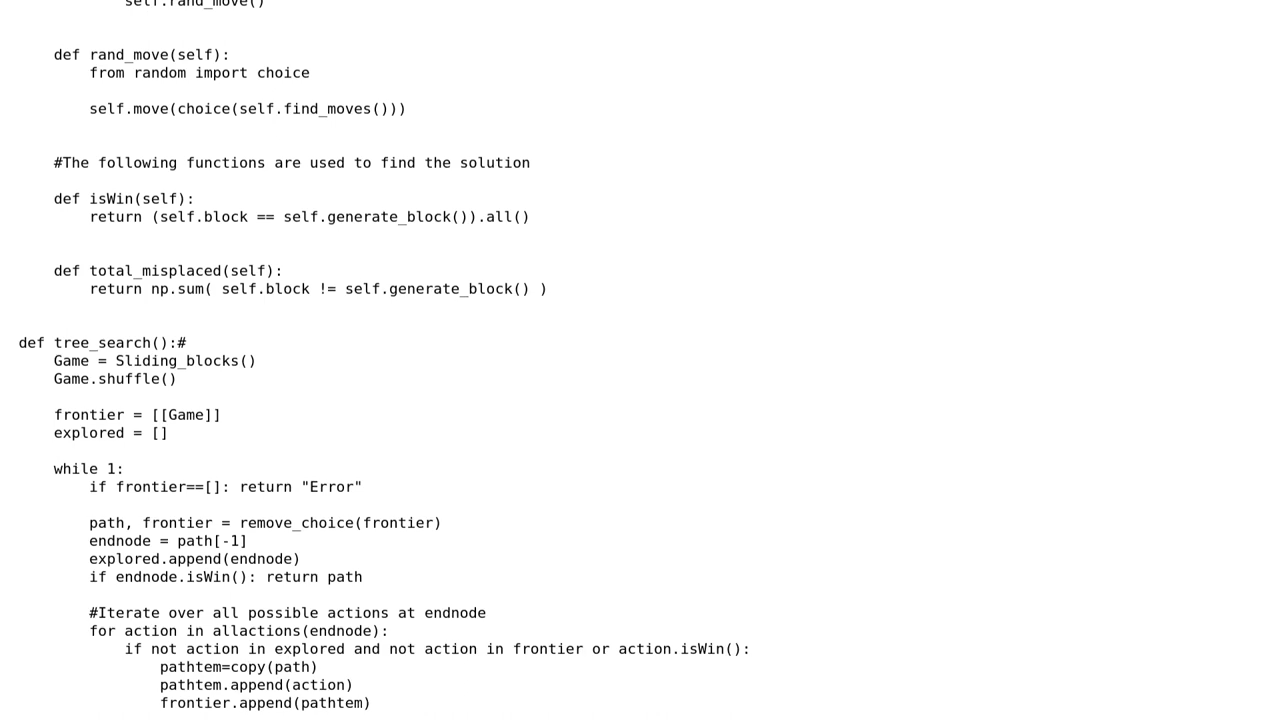 self.rand_move()
def rand_move(self):
from random import choice
self.move(choice(self.find_moves()))
#The following functions are used to find the solution
def isWin(self):
return (self.block == self.generate_block()).all()
def total_misplaced(self):
return np.sum( self.block != self.generate_block() )
def tree_search():#
Game = Sliding_blocks()
Game.shuffle()
frontier = [[Game]]
explored = []
while 1:
if frontier==[]: return "Error"
path, frontier = remove_choice(frontier)
endnode = path[-1]
explored.append(endnode)
if endnode.isWin(): return path
#Iterate over all possible actions at endnode
for action in allactions(endnode):
if not action in explored and not action in frontier or action.isWin():
pathtem=copy(path)
pathtem.append(action)
frontier.append(pathtem)